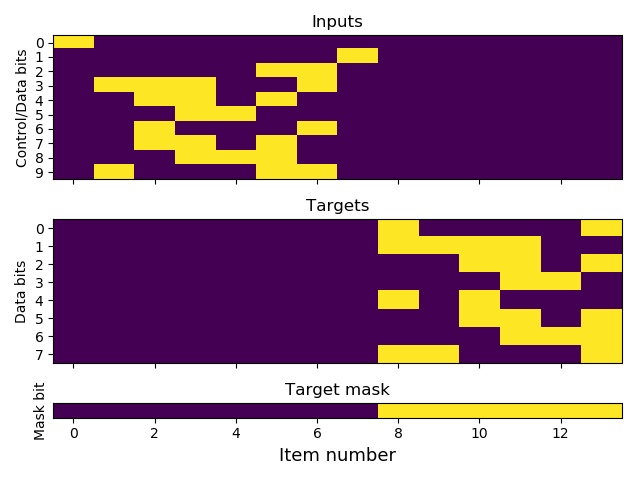 Inputs
Control/Data bits
0
1
2
3
4
5
6
7
8
9
Targets
Data bits
0
1
2
3
4
5
6
7
Target mask
Mask bit
0 2 4 6 8 10 12
Item number